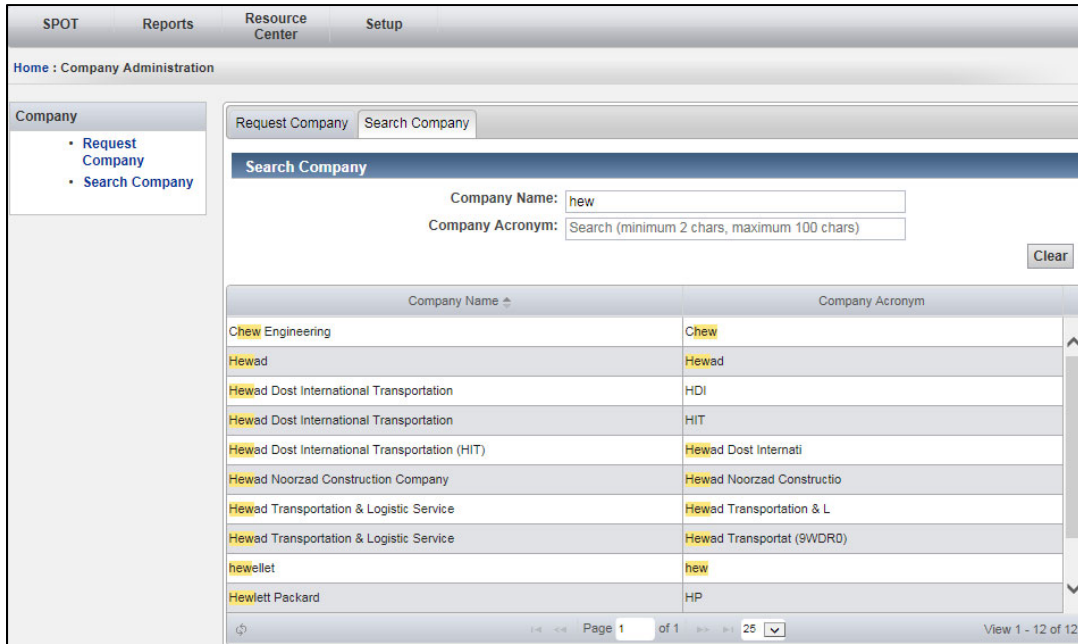 SPOT Reports Resource Center Setup
Home : Company Administration
Company
• Request Company
• Search Company
Request Company Search Company
Search Company
Company Name: hew
Company Acronym: Search (minimum 2 chars, maximum 100 chars)
Clear
Company Name Company Acronym
Chew Engineering Chew
Hewad Hewad
Hewad Dost International Transportation HDI
Hewad Dost International Transportation HIT
Hewad Dost International Transportation (HIT) Hewad Dost Internati
Hewad Noorzad Construction Company Hewad Noorzad Constructio
Hewad Transportation & Logistic Service Hewad Transportation & L
Hewad Transportation & Logistic Service Hewad Transportat (9WDR0)
hewellet hew
Hewlett Packard HP
Page 1 of 1 25 View 1 - 12 of 12